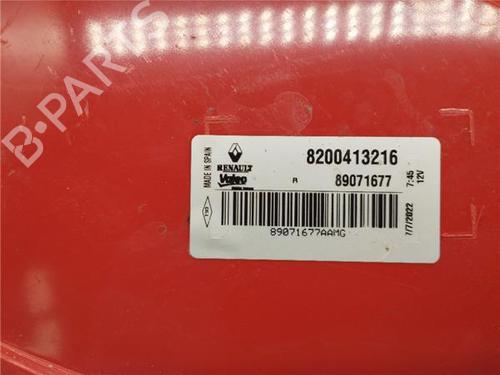 B-PARTS
MADE IN SPAIN
RENAULT
Valeo
8200413216
R 89071677
89071677AAMG
7:45
12V
7/7/2022